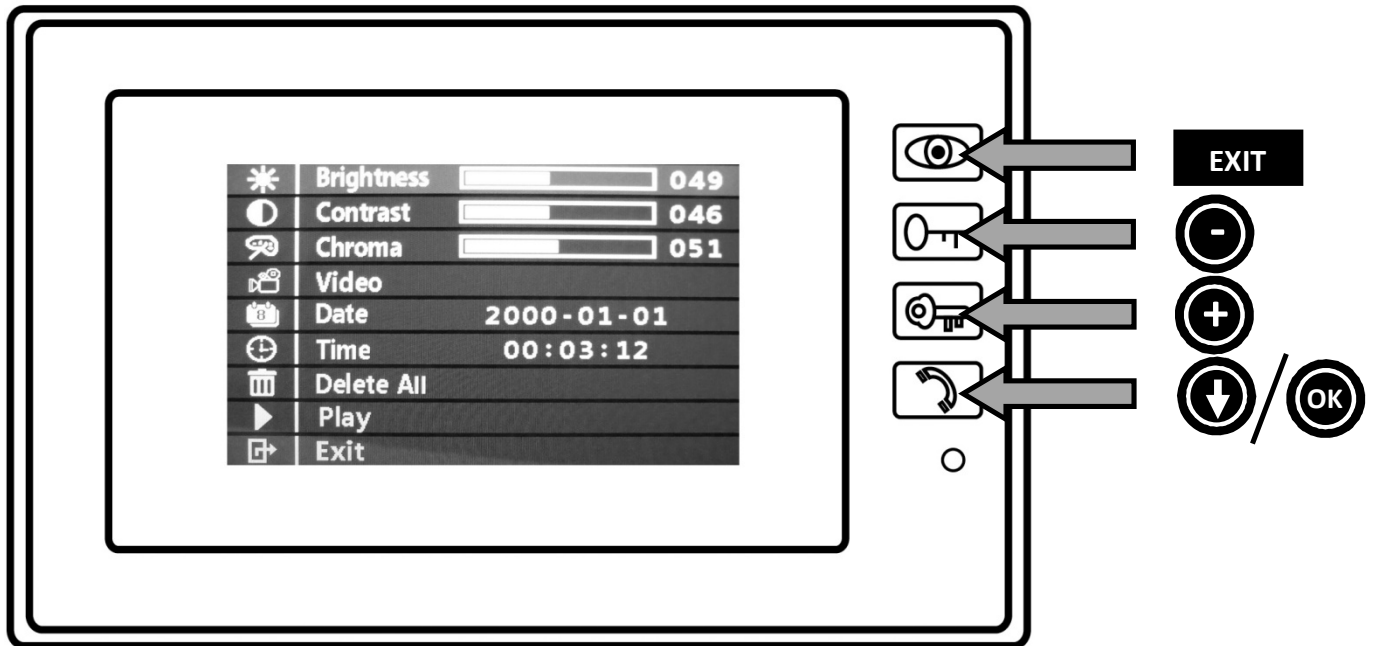 Brightness 049
Contrast 046
Chroma 051
Video
8
Date 2000-01-01
Time 00:03:12
Delete All
Play
Exit
EXIT
-
+
/ OK